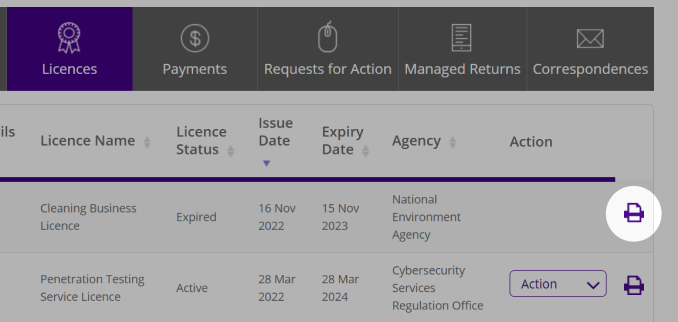 Licences
Payments
Requests for Action
Managed Returns
Correspondences
ils
Licence Name
Licence
Status
Issue
Date
Expiry
Date
Agency
Action
Cleaning Business
Licence
Expired
16 Nov
2022
15 Nov
2023
National
Environment
Agency
Penetration Testing
Service Licence
Active
28 Mar
2022
28 Mar
2024
Cybersecurity
Services
Regulation Office
Action